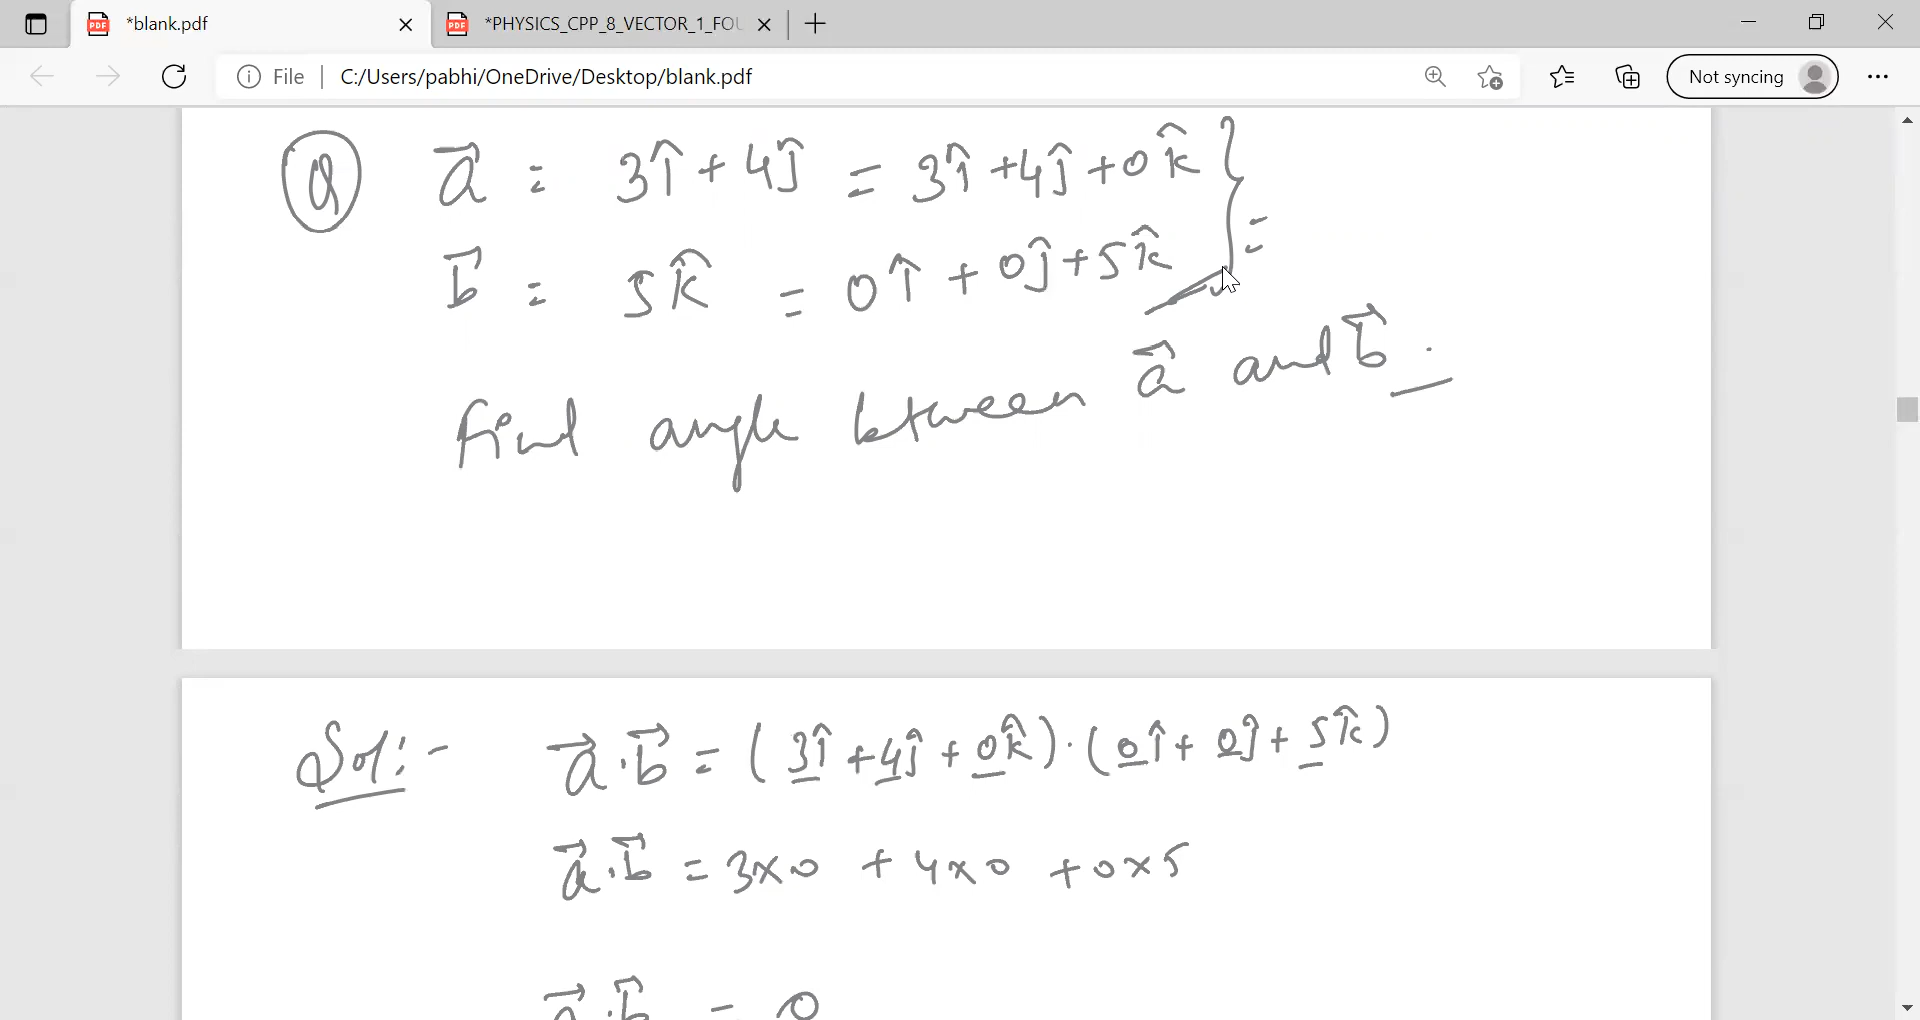 *blank.pdf
*PHYSICS_CPP_8_VECTOR_1_FOU
File | C:/Users/pabhi/OneDrive/Desktop/blank.pdf
Not syncing
Q a⃗ = 3î + 4ĵ = 3î + 4ĵ + 0k̂ } =
b⃗ = 5k̂ = 0î + 0ĵ + 5k̂
Find angle between a⃗ and b⃗.
Sol:- a⃗.b⃗ = (3î + 4ĵ + 0k̂).(0î + 0ĵ + 5k̂)
a⃗.b⃗ = 3×0 + 4×0 + 0×5
a⃗.b⃗ = 0